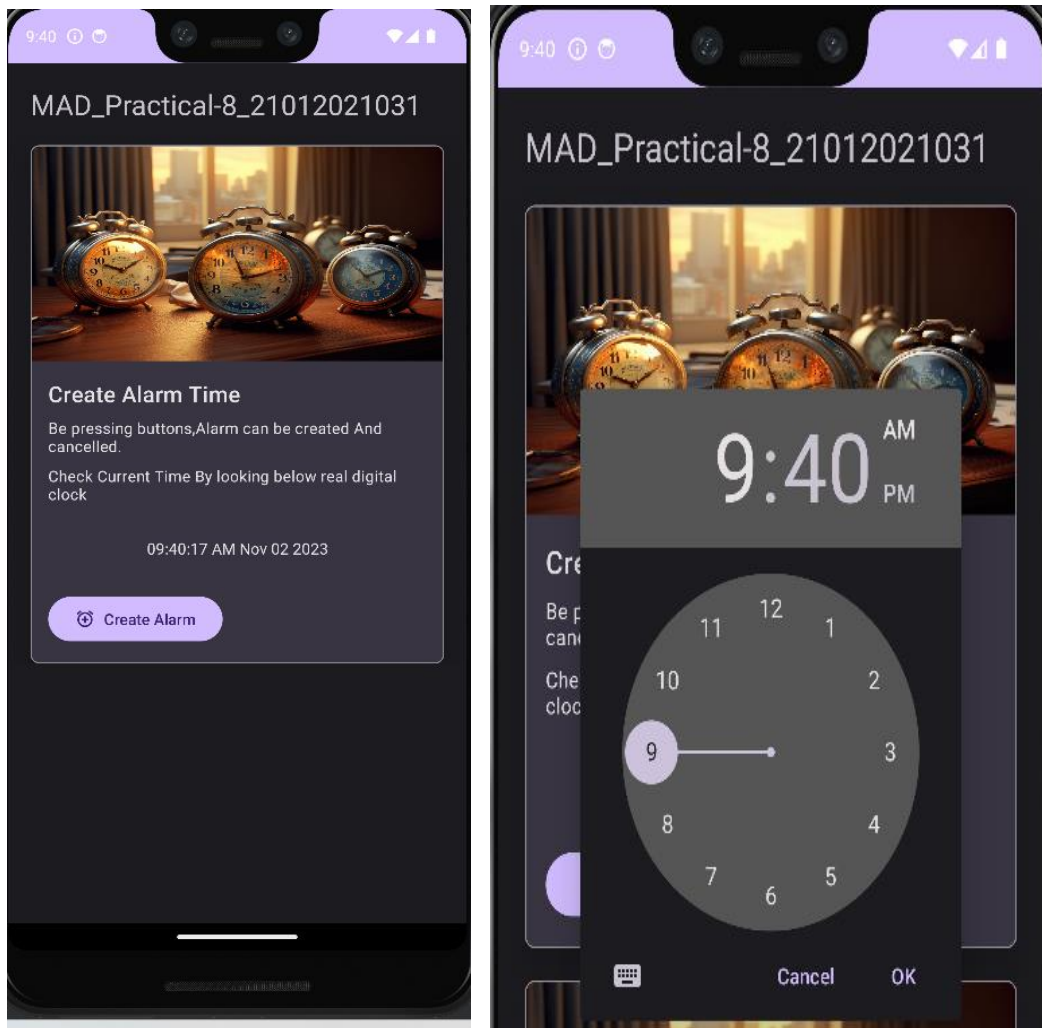 9:40
MAD_Practical-8_21012021031
Create Alarm Time
Be pressing buttons,Alarm can be created And
cancelled.
Check Current Time By looking below real digital
clock
09:40:17 AM Nov 02 2023
Create Alarm
9:40
MAD_Practical-8_21012021031
9:40
AM
PM
Cre
Be p
can
Che
cloc
12
1
2
3
4
5
6
7
8
9
10
11
Cancel
OK